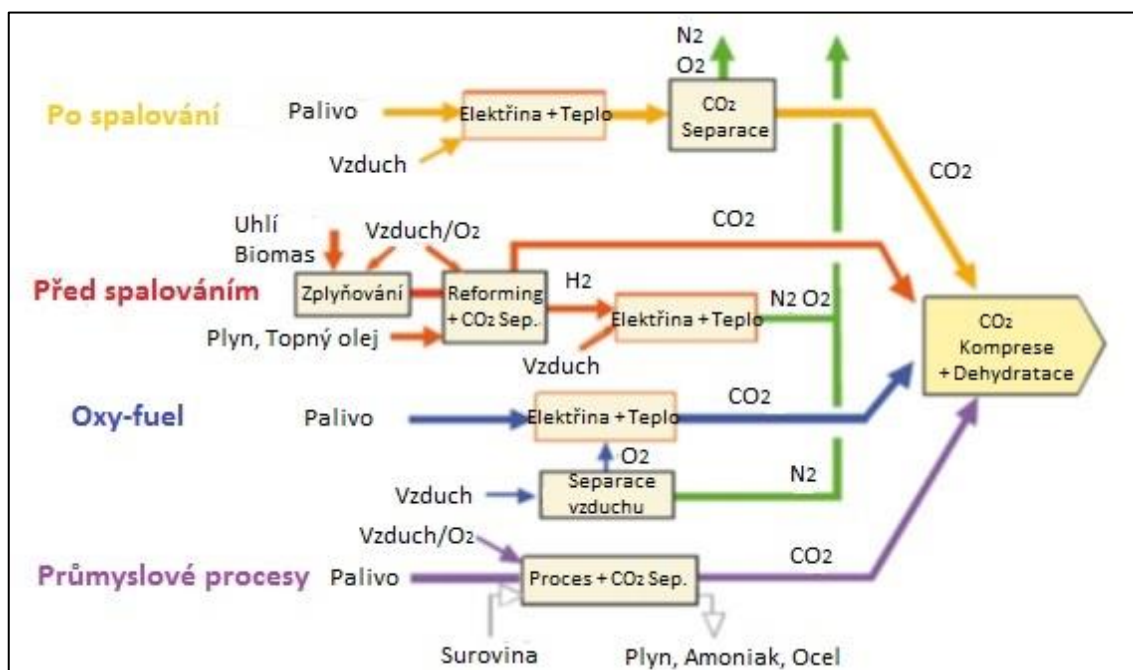 N2
O2
Po spalování
Palivo
Elektřina + Teplo
CO2
Separace
Vzduch
CO2
Uhlí
Biomas
Vzduch/O2
CO2
Před spalováním
Zplyňování
Reforming
+ CO2 Sep.
H2
Elektřina + Teplo
N2 O2
CO2
Komprese
+ Dehydratace
Plyn, Topný olej
Vzduch
Oxy-fuel
Palivo
Elektřina + Teplo
CO2
O2
Vzduch
Separace
vzduchu
N2
Vzduch/O2
Průmyslové procesy
Palivo
Proces + CO2 Sep.
CO2
Surovina
Plyn, Amoniak, Ocel